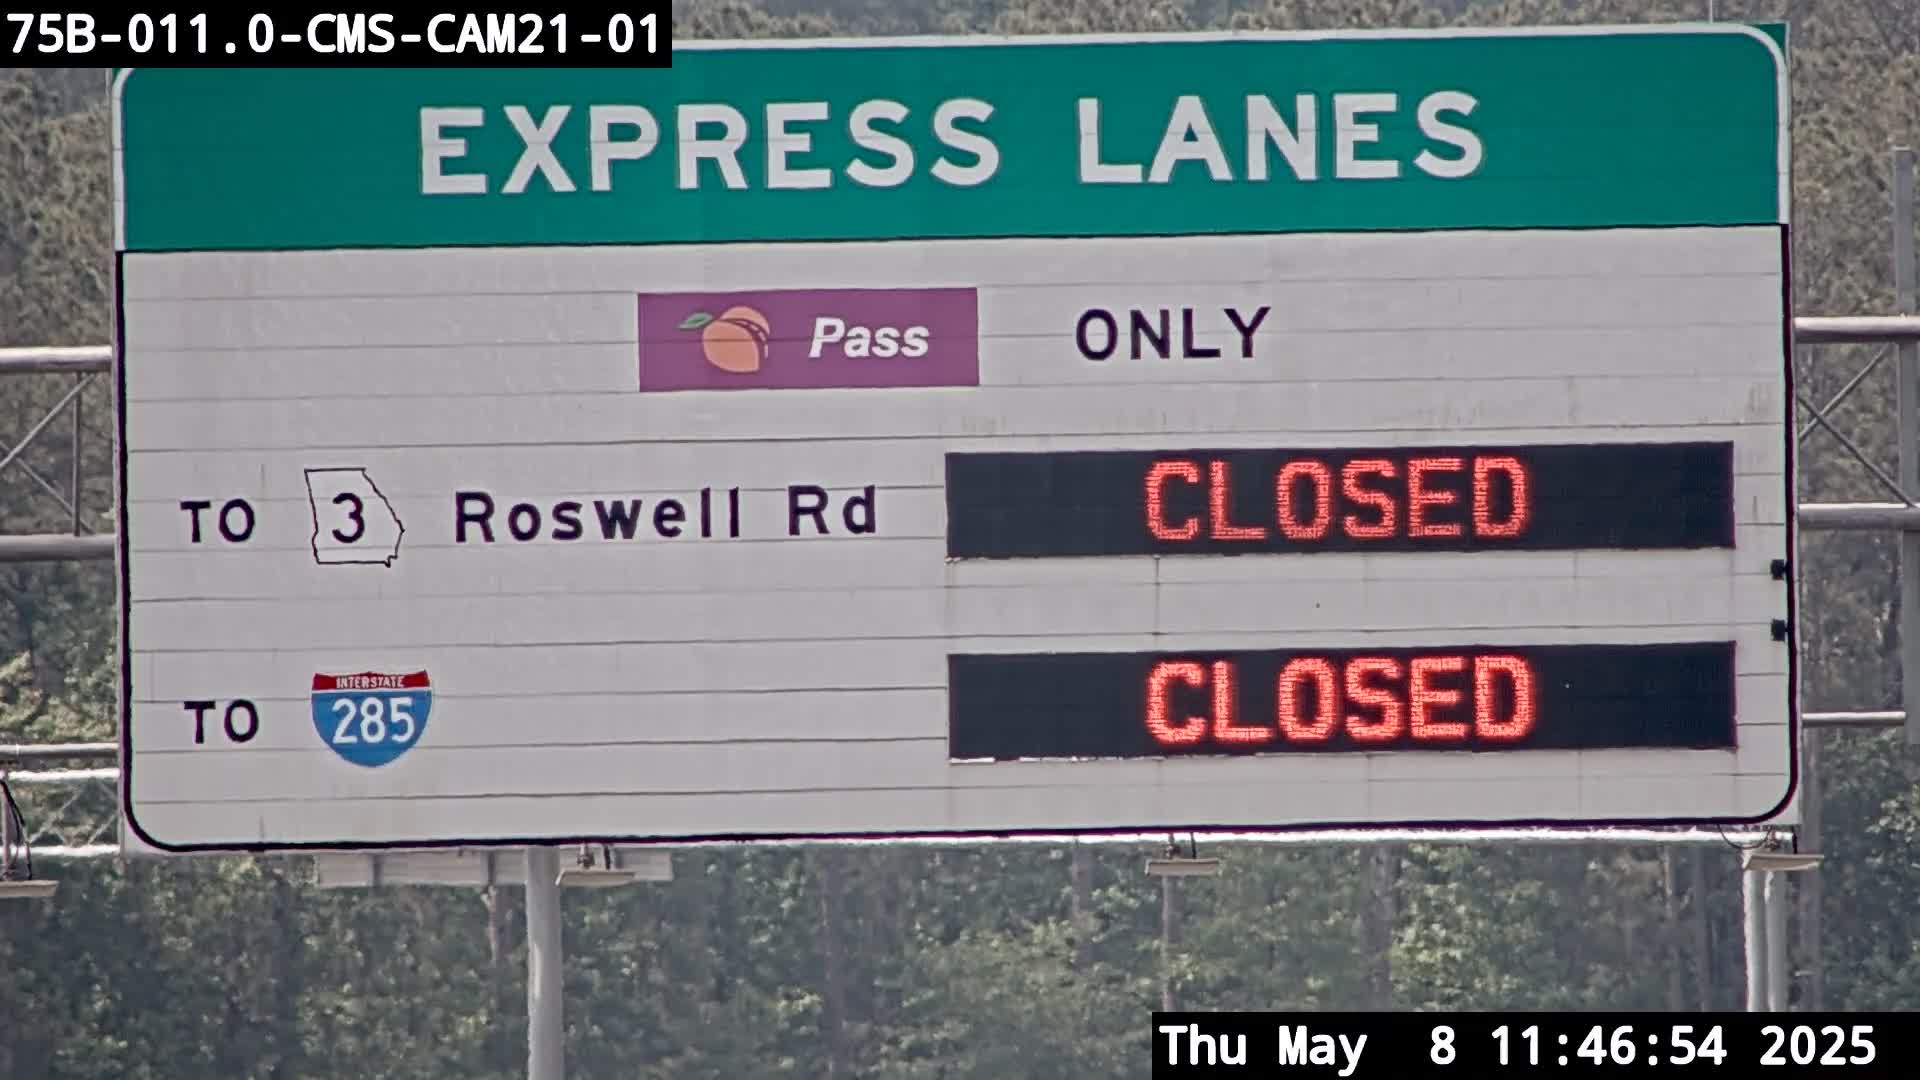 75B-011.0-CMS-CAM21-01
EXPRESS LANES
Pass ONLY
TO 3 Roswell Rd CLOSED
INTERSTATE
TO 285 CLOSED
Thu May 8 11:46:54 2025